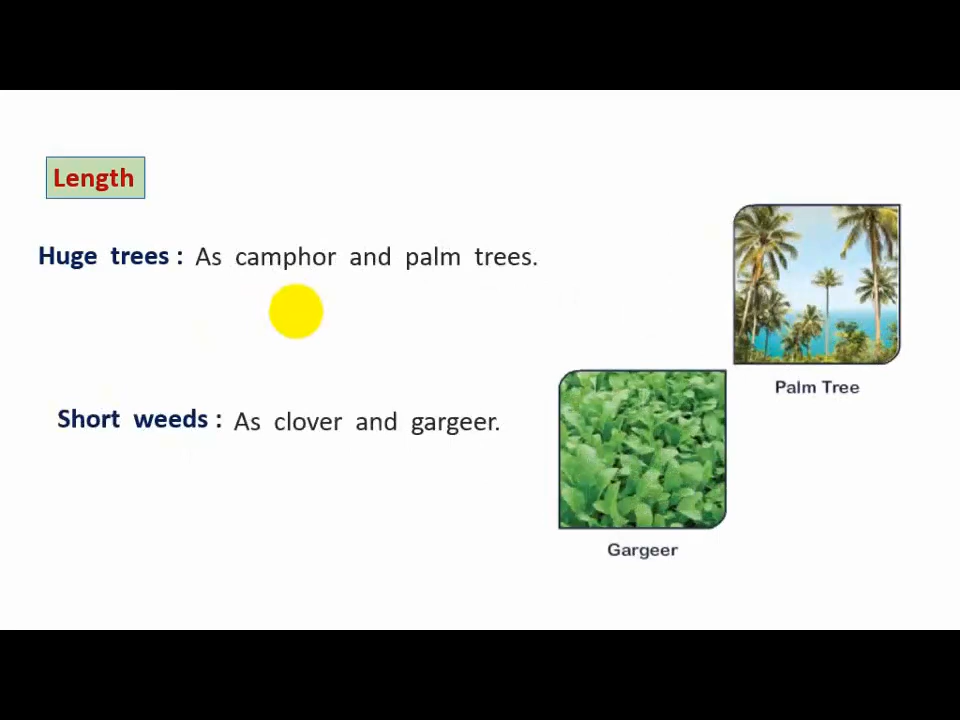 Length
Huge trees : As camphor and palm trees.
Palm Tree
Short weeds : As clover and gargeer.
Gargeer